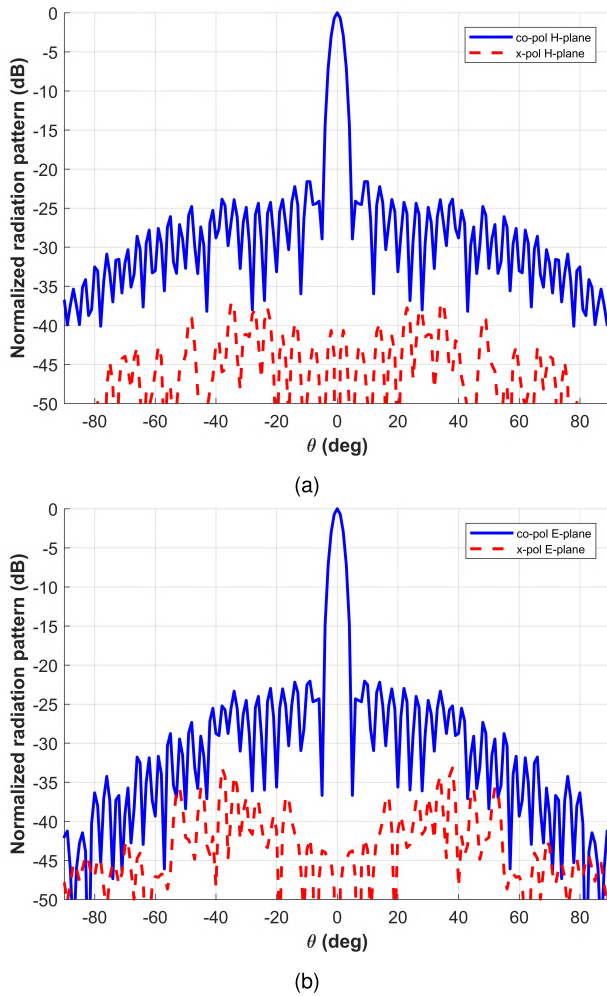 0
-5
-10
-15
-20
-25
-30
-35
-40
-45
-50
Normalized radiation pattern (dB)
co-pol H-plane
x-pol H-plane
-80 -60 -40 -20 0 20 40 60 80
θ (deg)
(a)
0
-5
-10
-15
-20
-25
-30
-35
-40
-45
-50
Normalized radiation pattern (dB)
co-pol E-plane
x-pol E-plane
-80 -60 -40 -20 0 20 40 60 80
θ (deg)
(b)